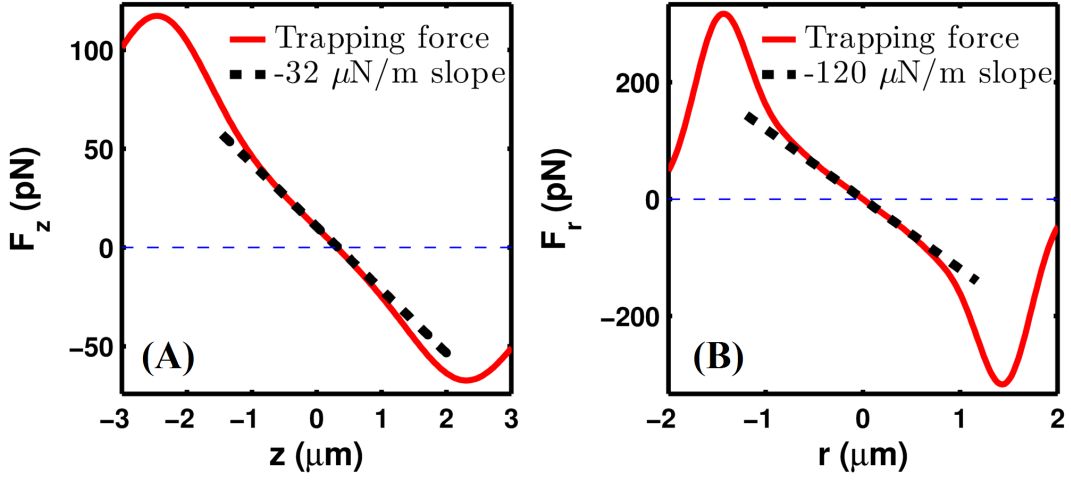 Trapping force
-32 μN/m slope
100
50
0
−50
F_z (pN)
(A)
−3 −2 −1 0 1 2 3
z (μm)
Trapping force
-120 μN/m slope
200
0
−200
F_r (pN)
(B)
−2 −1 0 1 2
r (μm)